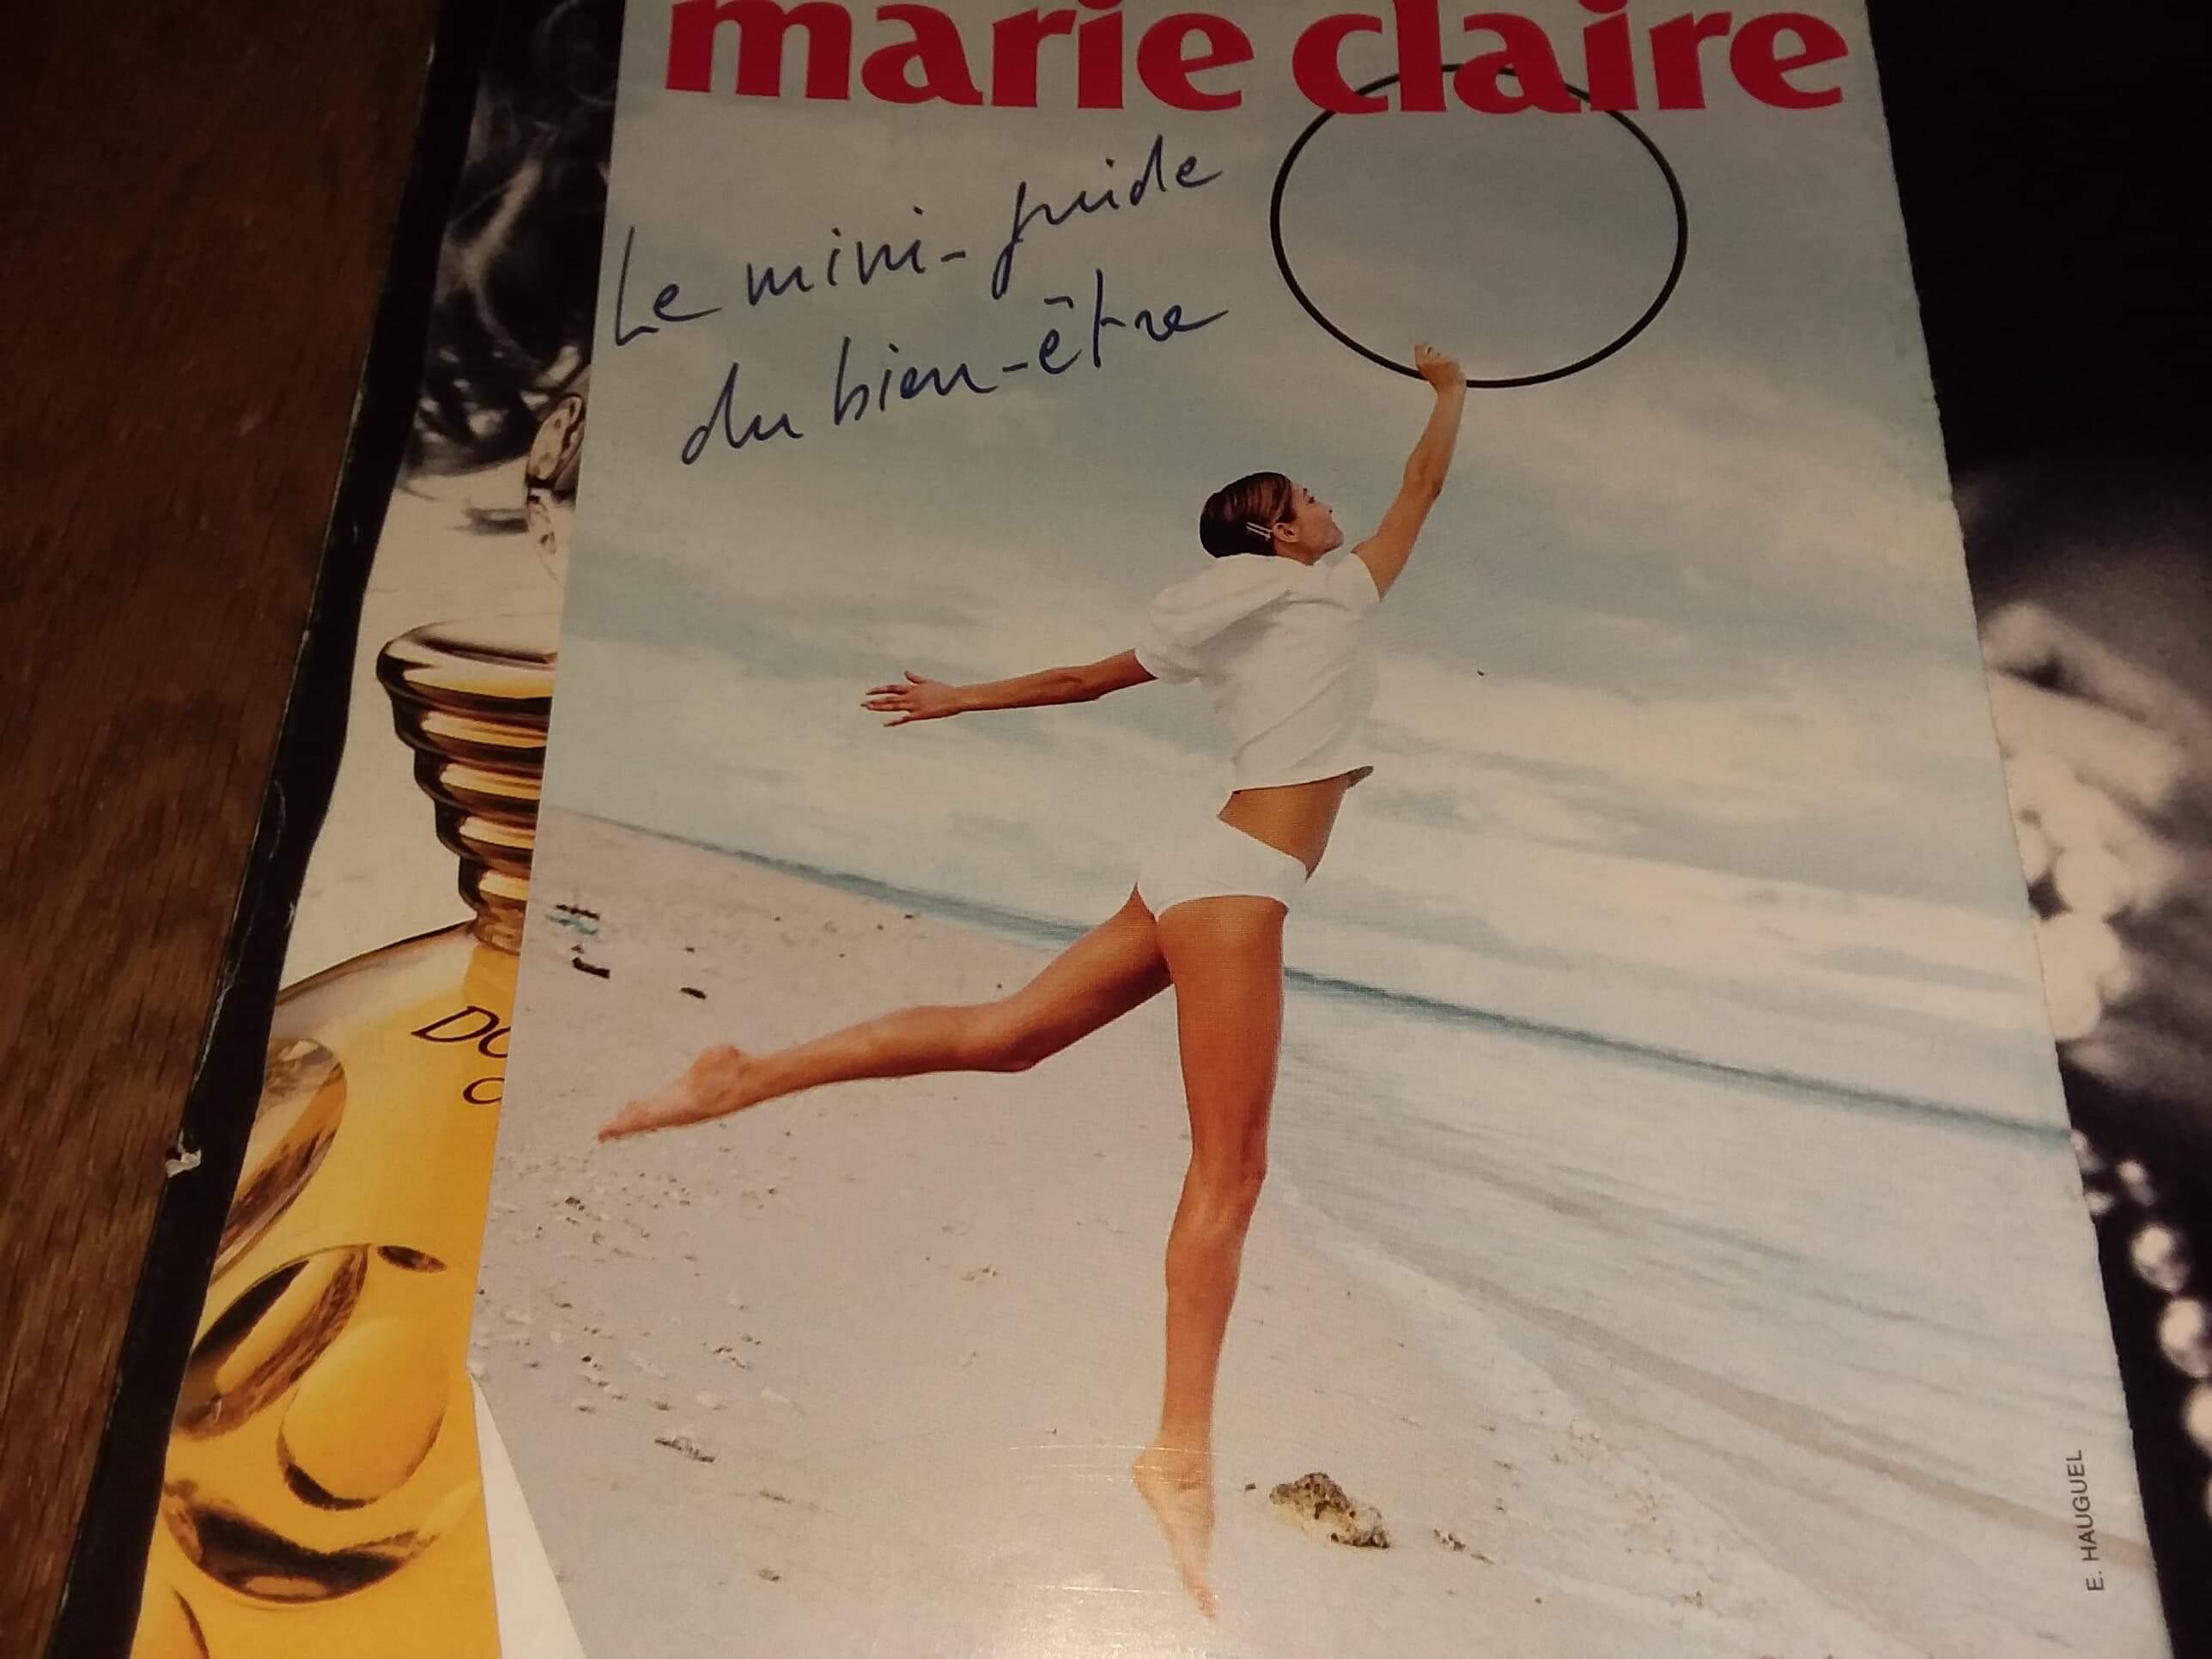 marie claire
Le mini-guide
du bien-être
E. HAUGUEL